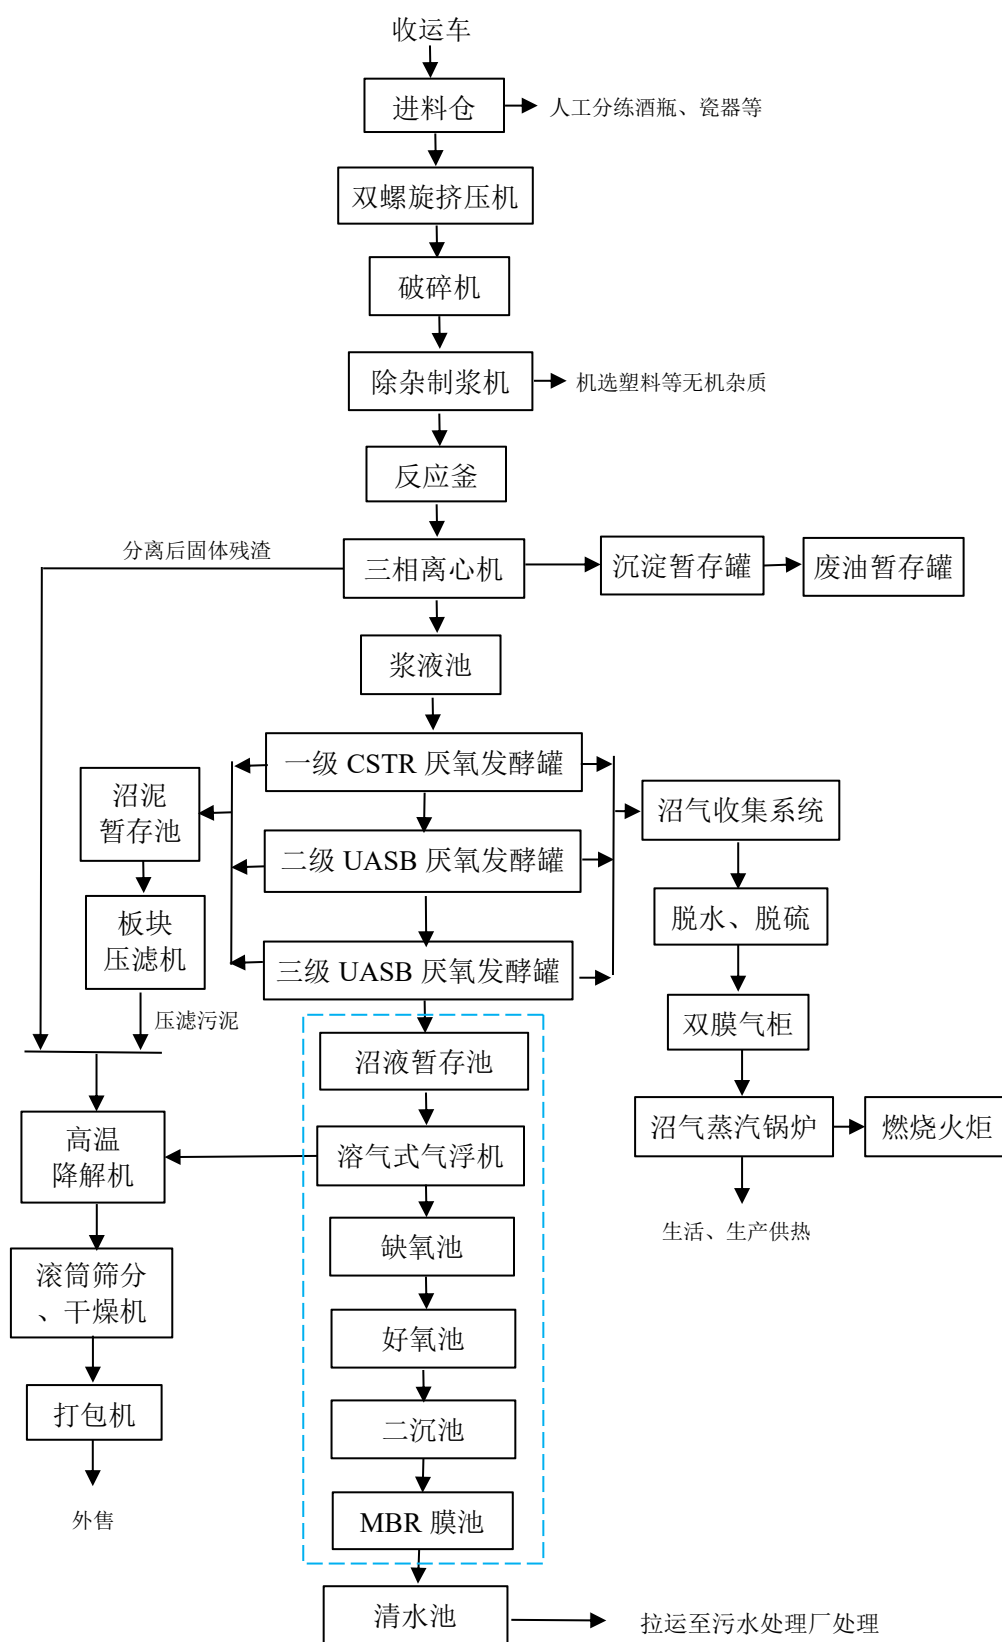 收运车
进料仓
人工分练酒瓶、瓷器等
双螺旋挤压机
破碎机
除杂制浆机
机选塑料等无机杂质
反应釜
分离后固体残渣
三相离心机
沉淀暂存罐
废油暂存罐
浆液池
一级 CSTR 厌氧发酵罐
沼泥
暂存池
沼气收集系统
二级 UASB 厌氧发酵罐
板块
压滤机
脱水、脱硫
三级 UASB 厌氧发酵罐
压滤污泥
双膜气柜
沼液暂存池
高温
降解机
溶气式气浮机
沼气蒸汽锅炉
燃烧火炬
缺氧池
生活、生产供热
滚筒筛分
、干燥机
好氧池
打包机
二沉池
外售
MBR 膜池
清水池
拉运至污水处理厂处理